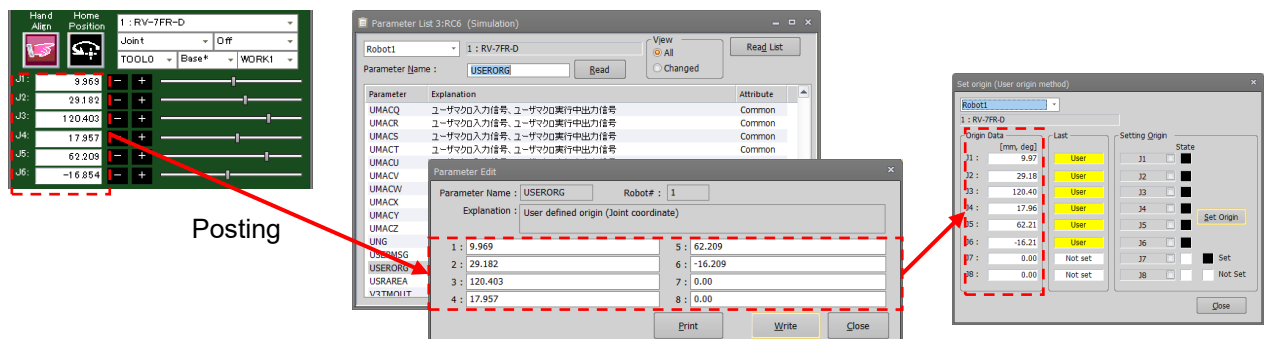 Hand Align
Home Position
1 : RV-7FR-D
Joint
Off
TOOL0
Base*
WORK1
J1: 9.969 - +
J2: 29.182 - +
J3: 120.403 - +
J4: 17.957 - +
J5: 62.209 - +
J6: -16.854 - +
Posting
Parameter List 3:RC6 (Simulation)
Robot1
1 : RV-7FR-D
View
All
Changed
Read List
Parameter Name : USERORG Read
Parameter Explanation Attribute
UMACQ ユーザマクロ入力信号、ユーザマクロ実行中出力信号 Common
UMACR ユーザマクロ入力信号、ユーザマクロ実行中出力信号 Common
UMACS ユーザマクロ入力信号、ユーザマクロ実行中出力信号 Common
UMACT ユーザマクロ入力信号、ユーザマクロ実行中出力信号 Common
UMACU
UMACV
UMACW
UMACX
UMACY
UMACZ
UNG
USERMSG
USERORG
USRAREA
V3TMOUT
Parameter Edit
Parameter Name : USERORG Robot# : 1
Explanation : User defined origin (Joint coordinate)
1 : 9.969 5 : 62.209
2 : 29.182 6 : -16.209
3 : 120.403 7 : 0.00
4 : 17.957 8 : 0.00
Print Write Close
Set origin (User origin method)
Robot1
1 : RV-7FR-D
Origin Data Last Setting Origin
[mm, deg] State
J1 : 9.97 User J1
J2 : 29.18 User J2
J3 : 120.40 User J3
J4 : 17.96 User J4
Set Origin
J5 : 62.21 User J5
J6 : -16.21 User J6
J7 : 0.00 Not set J7 Set
J8 : 0.00 Not set J8 Not Set
Close